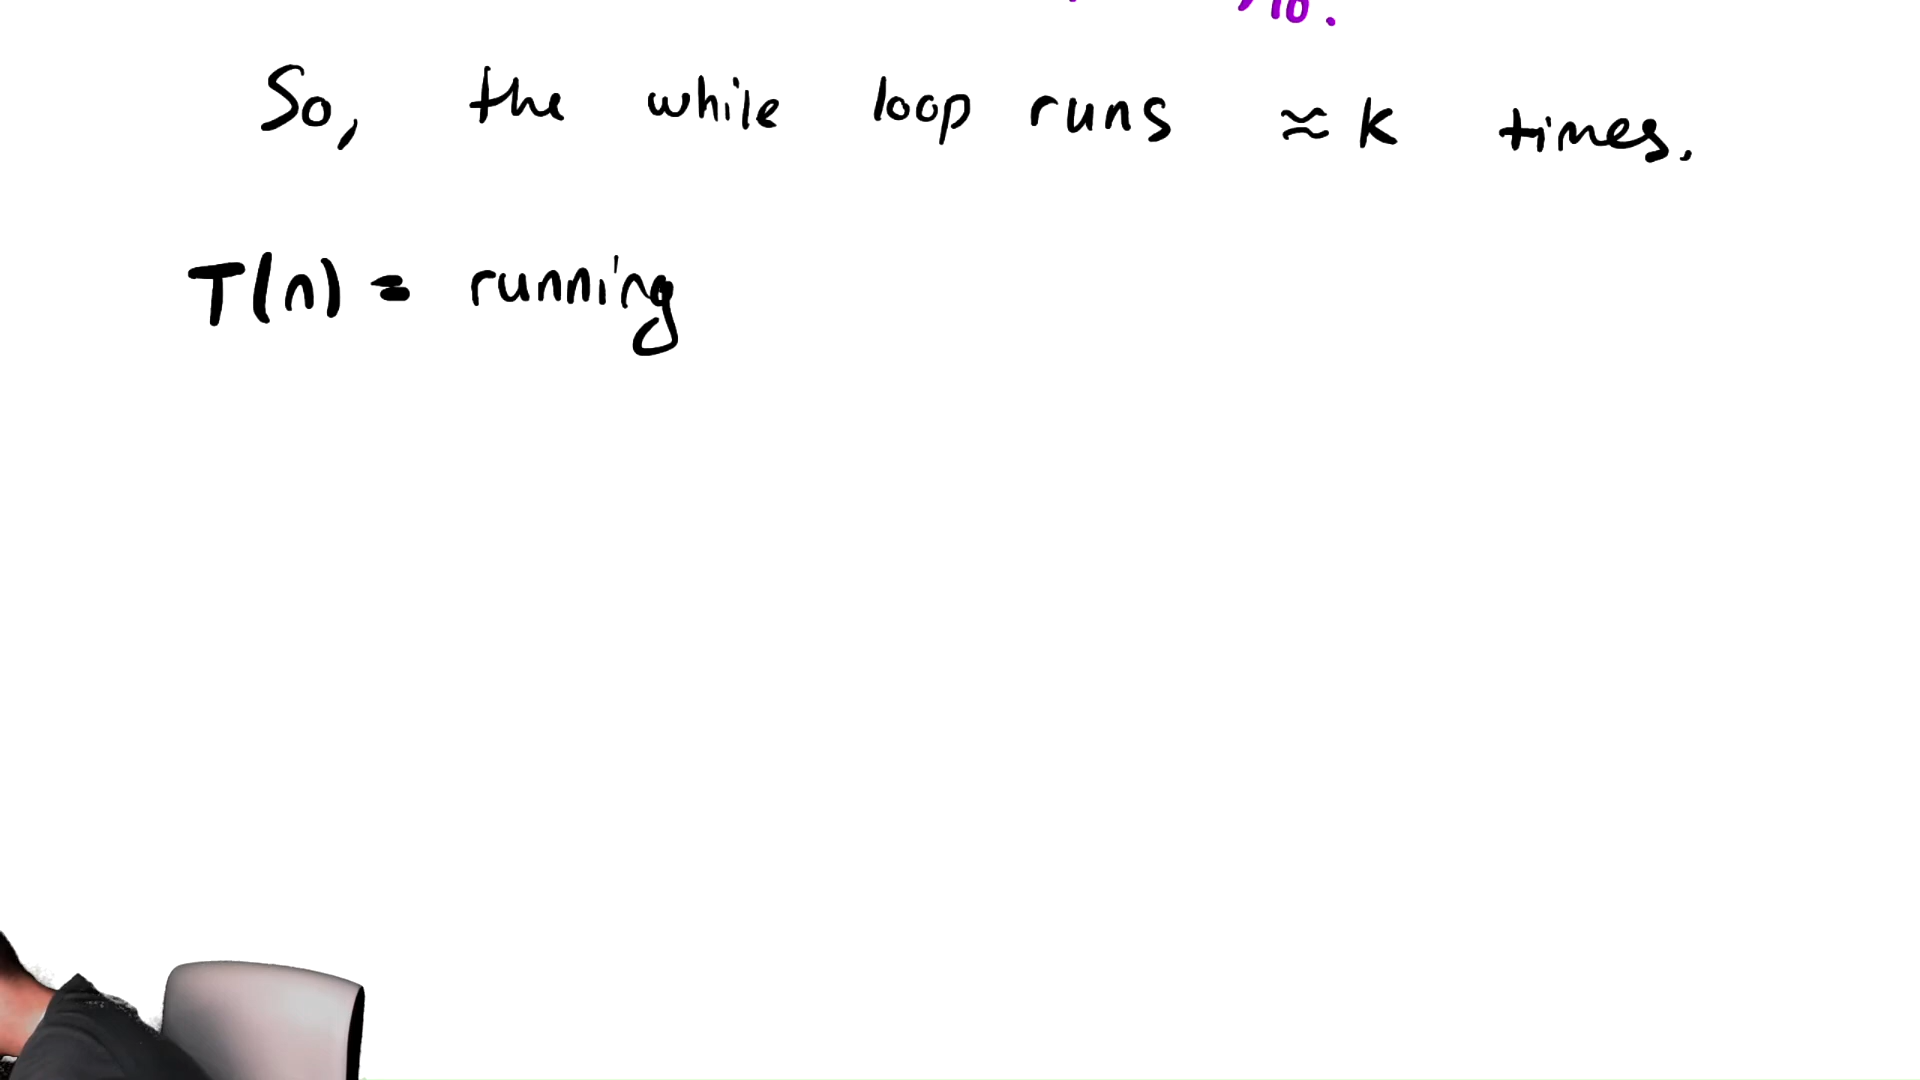 So, the while loop runs ≈ k times.
T(n) = running